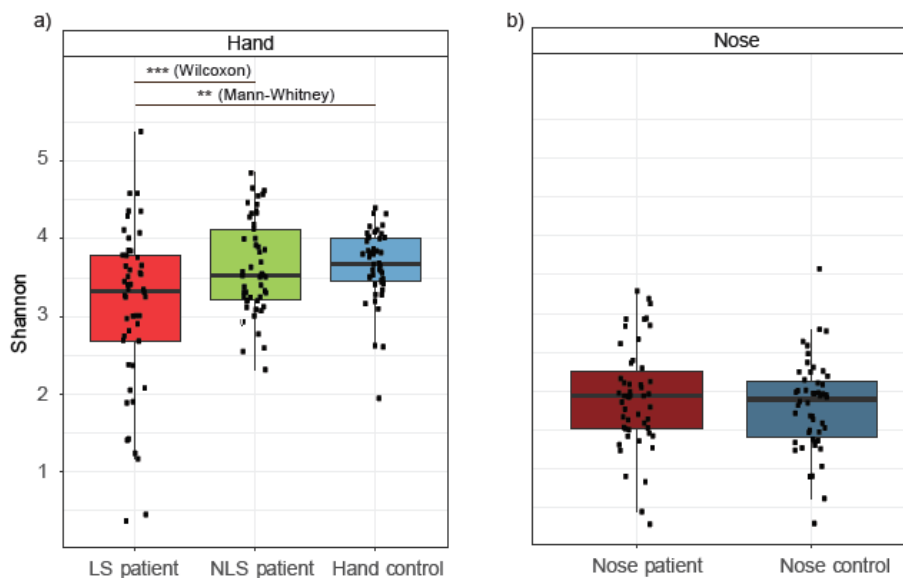 a)
Hand
*** (Wilcoxon)
** (Mann-Whitney)
Shannon
5
4
3
2
1
LS patient NLS patient Hand control
b)
Nose
Nose patient Nose control